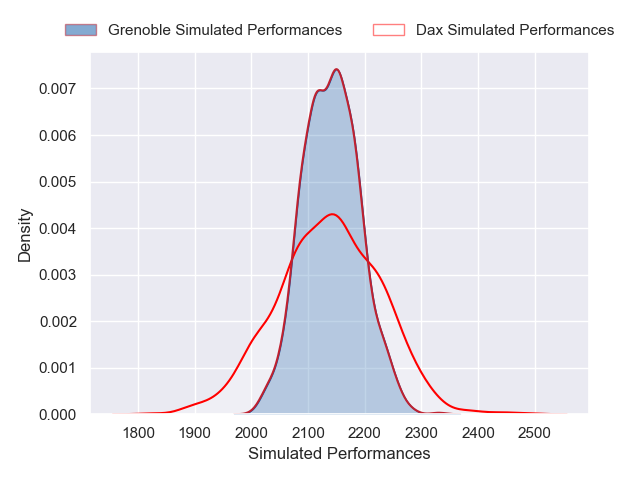 Grenoble Simulated Performances Dax Simulated Performances
0.007
0.006
0.005
0.004
0.003
0.002
0.001
0.000
Density
1800 1900 2000 2100 2200 2300 2400 2500
Simulated Performances